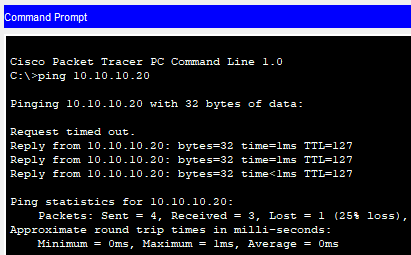 Command Prompt
Cisco Packet Tracer PC Command Line 1.0
C:\>ping 10.10.10.20
Pinging 10.10.10.20 with 32 bytes of data:
Request timed out.
Reply from 10.10.10.20: bytes=32 time=1ms TTL=127
Reply from 10.10.10.20: bytes=32 time=1ms TTL=127
Reply from 10.10.10.20: bytes=32 time<1ms TTL=127
Ping statistics for 10.10.10.20:
    Packets: Sent = 4, Received = 3, Lost = 1 (25% loss),
Approximate round trip times in milli-seconds:
    Minimum = 0ms, Maximum = 1ms, Average = 0ms